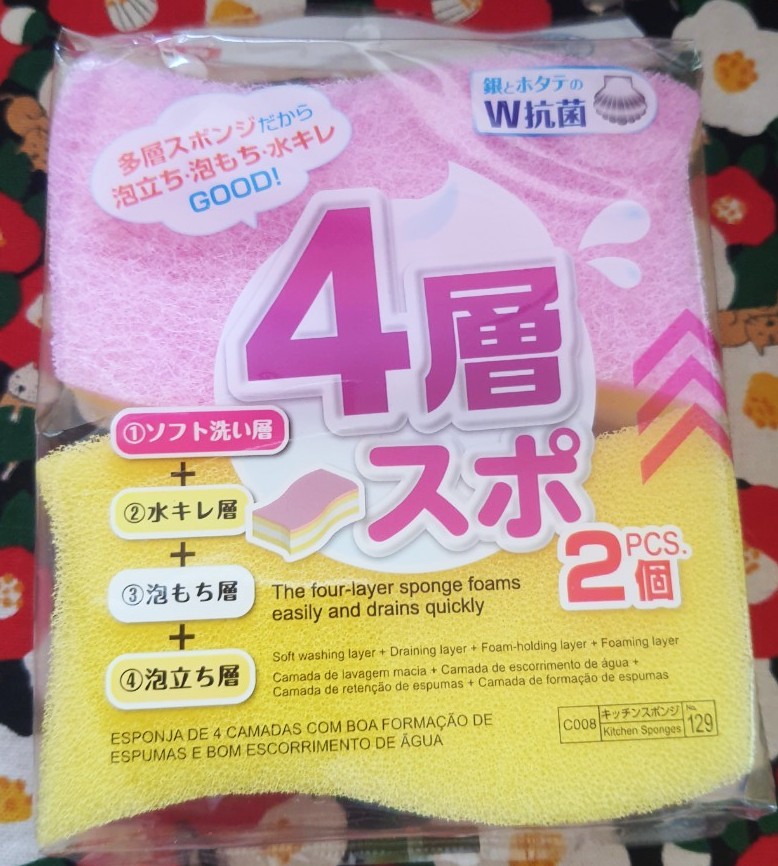 多層スポンジだから
泡立ち・泡もち・水キレ
GOOD!
銀とホタテの
W抗菌
4層
スポ
①ソフト洗い層
+
②水キレ層
+
③泡もち層
+
④泡立ち層
2個
PCS.
The four-layer sponge foams
easily and drains quickly
Soft washing layer + Draining layer + Foam-holding layer + Foaming layer
Camada de lavagem macia + Camada de escorrimento de água +
Camada de retenção de espumas + Camada de formação de espumas
ESPONJA DE 4 CAMADAS COM BOA FORMAÇÃO DE
ESPUMAS E BOM ESCORRIMENTO DE ÁGUA
C008
キッチンスポンジ
Kitchen Sponges
No.
129